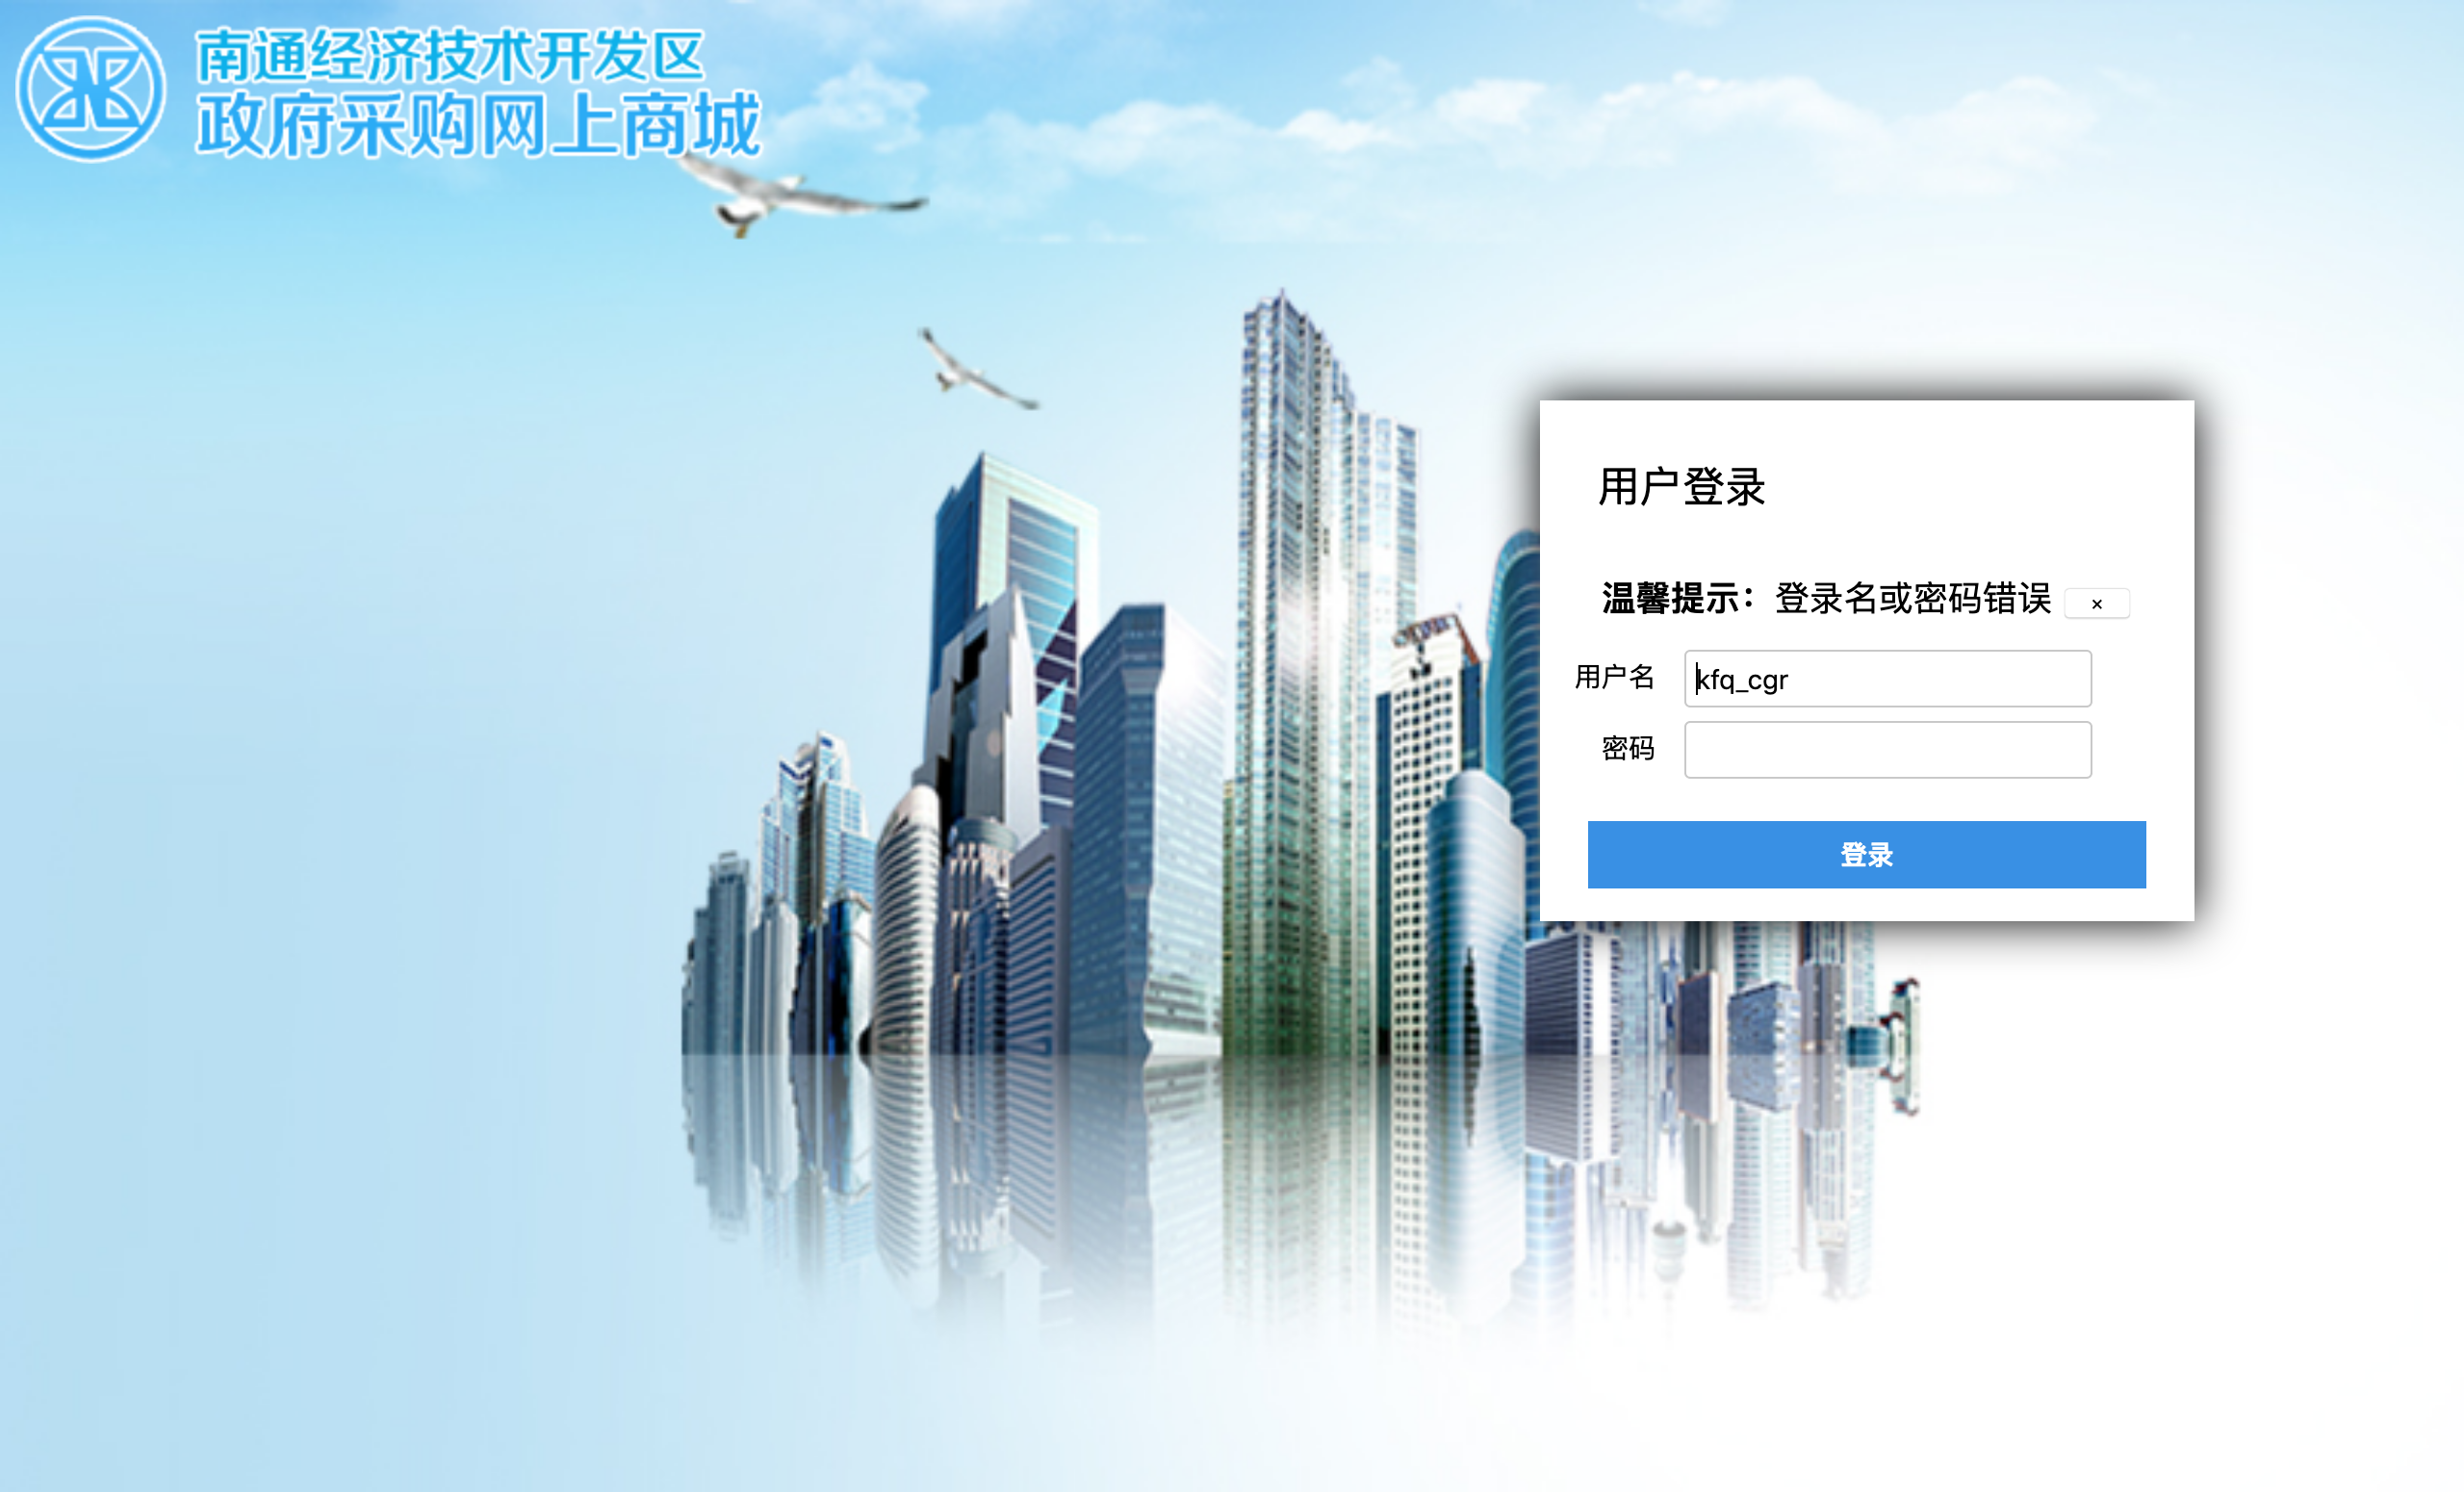 南通经济技术开发区
政府采购网上商城
用户登录
温馨提示：登录名或密码错误 ×
用户名 kfq_cgr
密码
登录